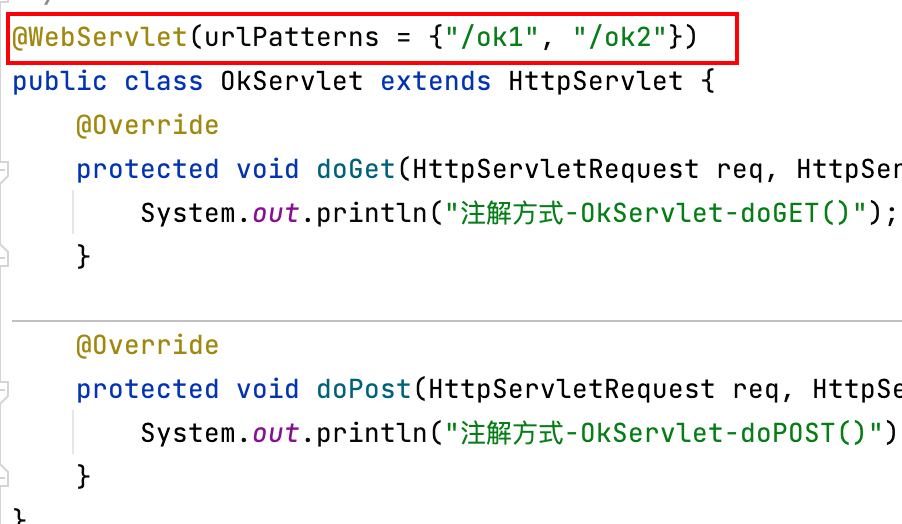 @WebServlet(urlPatterns = {"/ok1", "/ok2"})
public class OkServlet extends HttpServlet {
@Override
protected void doGet(HttpServletRequest req, HttpSer
System.out.println("注解方式-OkServlet-doGET()");
}
@Override
protected void doPost(HttpServletRequest req, HttpSe
System.out.println("注解方式-OkServlet-doPOST()")
}
}